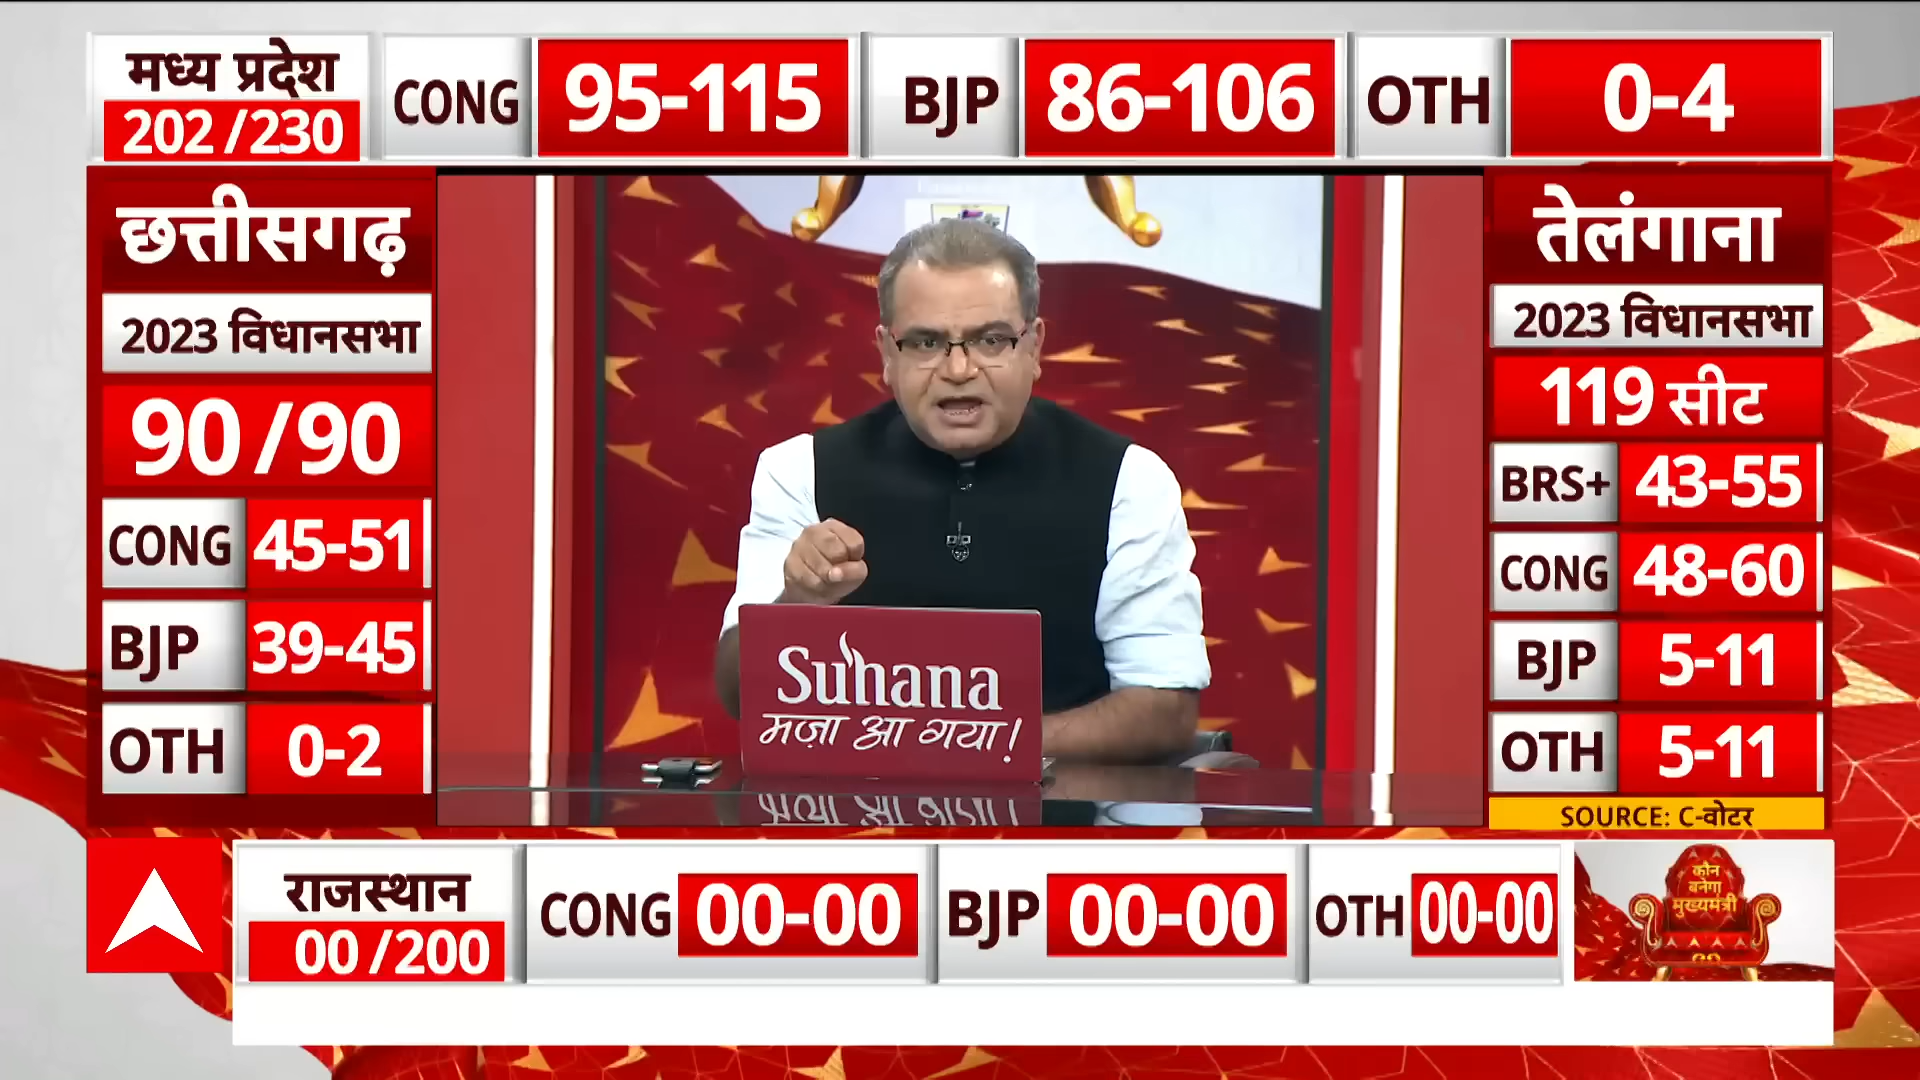 मध्य प्रदेश
202/230
CONG 95-115
BJP 86-106
OTH 0-4
छत्तीसगढ़
2023 विधानसभा
90/90
CONG 45-51
BJP 39-45
OTH 0-2
Suhana
मज़ा आ गया!
तेलंगाना
2023 विधानसभा
119 सीट
BRS+ 43-55
CONG 48-60
BJP 5-11
OTH 5-11
SOURCE: C-वोटर
राजस्थान
00/200
CONG 00-00
BJP 00-00
OTH 00-00
कौन
बनेगा
मुख्यमंत्री